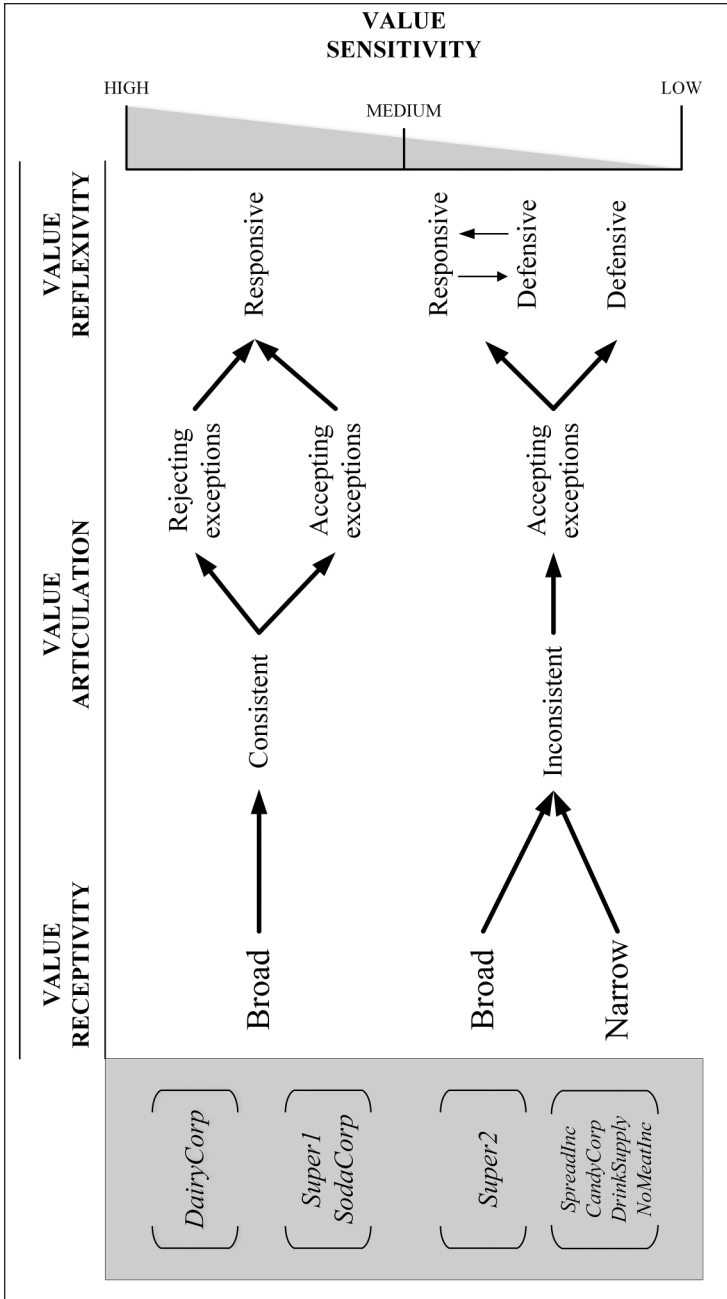 VALUE
SENSITIVITY
HIGH
MEDIUM
LOW
VALUE
RECEPTIVITY
VALUE
ARTICULATION
VALUE
REFLEXIVITY
DairyCorp
Super1
SodaCorp
Super2
SpreadInc
CandyCorp
DrinkSupply
NoMeatInc
Broad
Broad
Narrow
Consistent
Inconsistent
Rejecting
exceptions
Accepting
exceptions
Accepting
exceptions
Responsive
Responsive
Defensive
Defensive